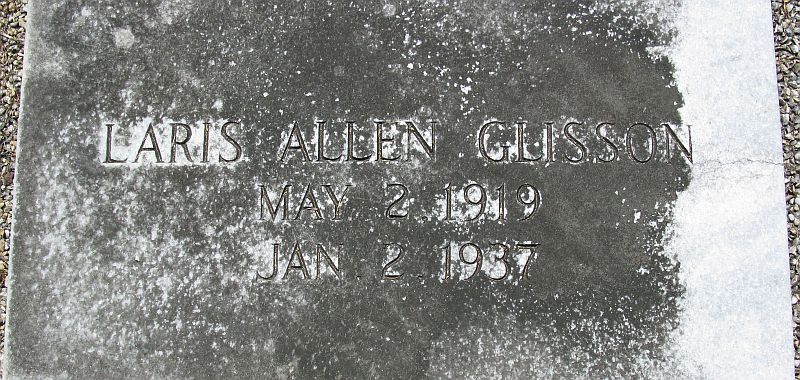 LARIS ALLEN GLISSON
MAY 2 1919
JAN. 2. 1937